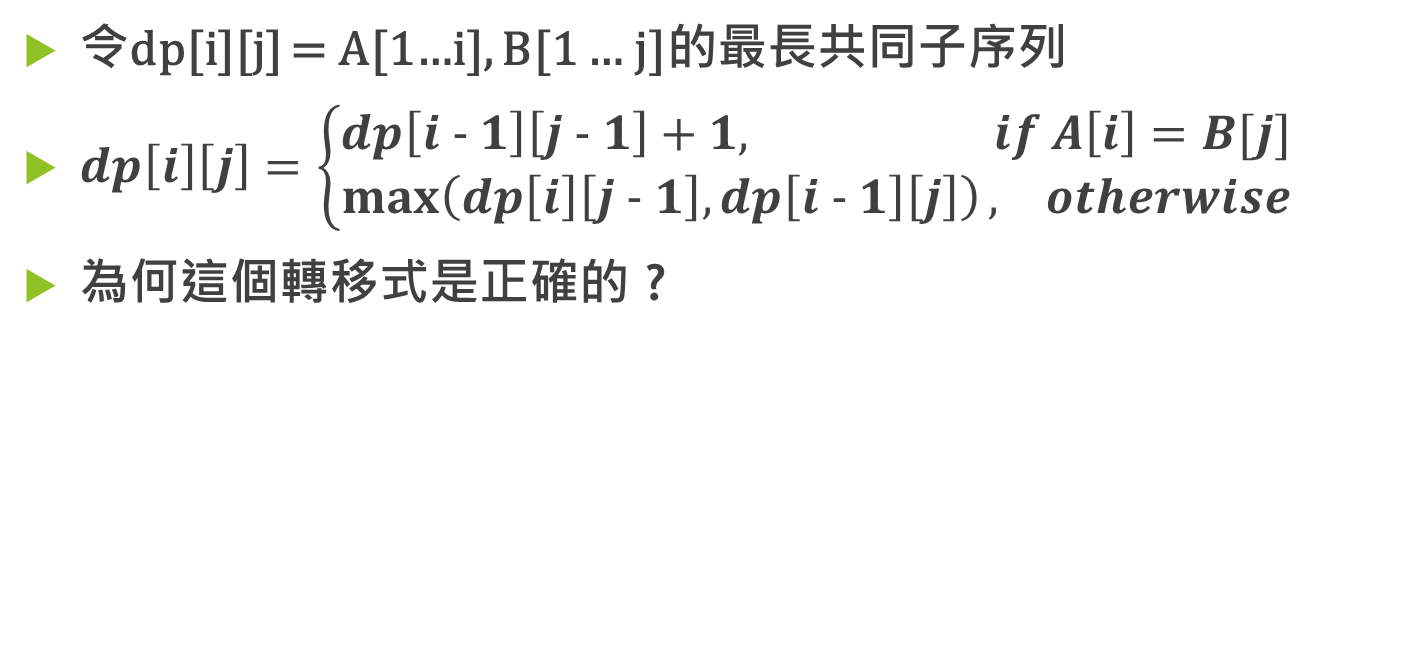 令dp[i][j] = A[1…i], B[1 … j]的最長共同子序列
dp[i][j] = { dp[i - 1][j - 1] + 1, if A[i] = B[j]
max(dp[i][j - 1], dp[i - 1][j]), otherwise
為何這個轉移式是正確的？